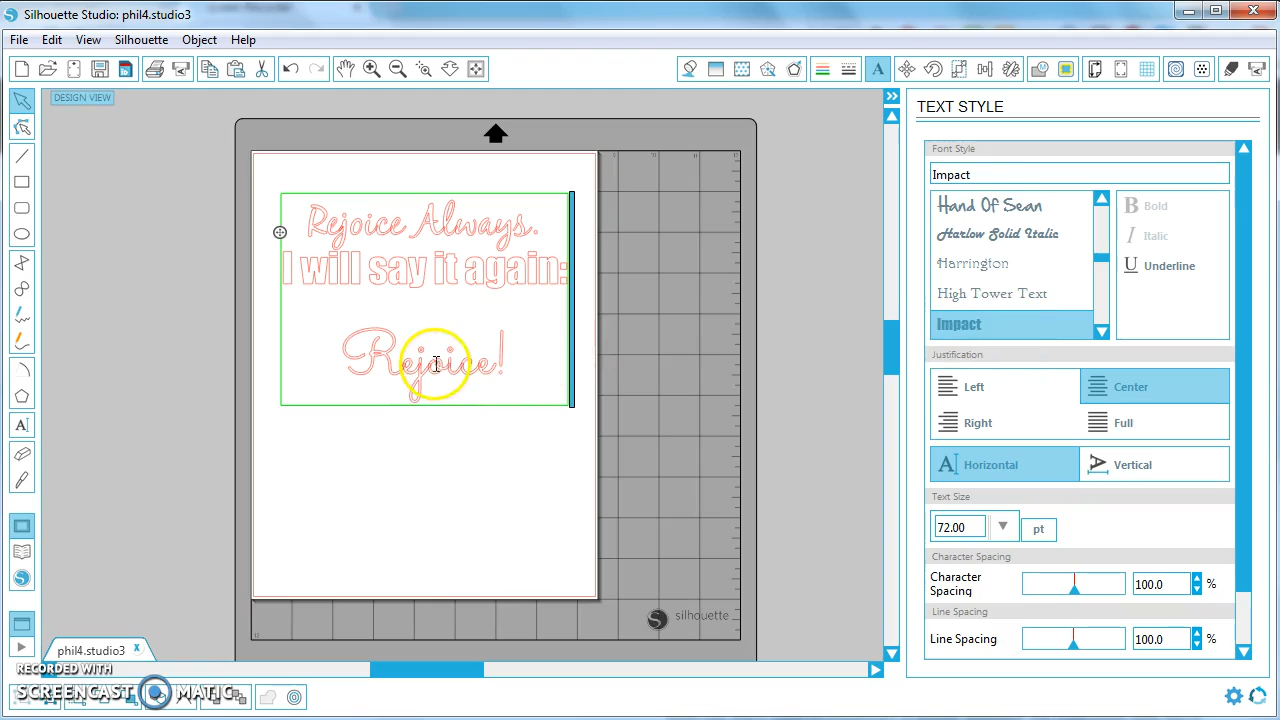 Silhouette Studio: phil4.studio3
File Edit View Silhouette Object Help
DESIGN VIEW
TEXT STYLE
Font Style
Impact
Hand Of Sean
Harlow Solid Italic
Harrington
High Tower Text
Impact
B Bold
I Italic
U Underline
Justification
Left
Center
Right
Full
Horizontal
Vertical
Text Size
72.00
pt
Character Spacing
Character
Spacing
100.0 %
Line Spacing
Line Spacing
100.0 %
Rejoice Always.
I will say it again:
Rejoice!
silhouette
phil4.studio3
RECORDED WITH
SCREENCAST MATIC